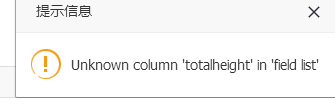 提示信息
Unknown column 'totalheight' in 'field list'